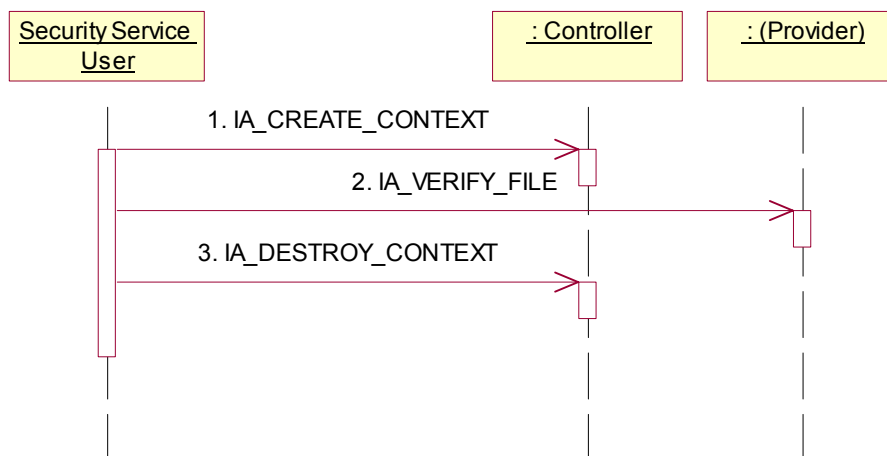 Security Service
User
: Controller
: (Provider)
1. IA_CREATE_CONTEXT
2. IA_VERIFY_FILE
3. IA_DESTROY_CONTEXT